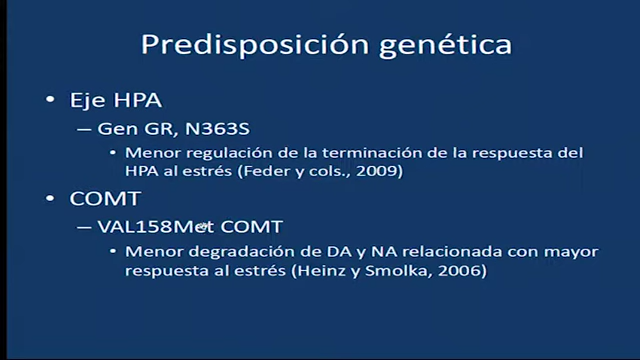 Predisposición genética
• Eje HPA
– Gen GR, N363S
• Menor regulación de la terminación de la respuesta del
HPA al estrés (Feder y cols., 2009)
• COMT
– VAL158Met COMT
• Menor degradación de DA y NA relacionada con mayor
respuesta al estrés (Heinz y Smolka, 2006)